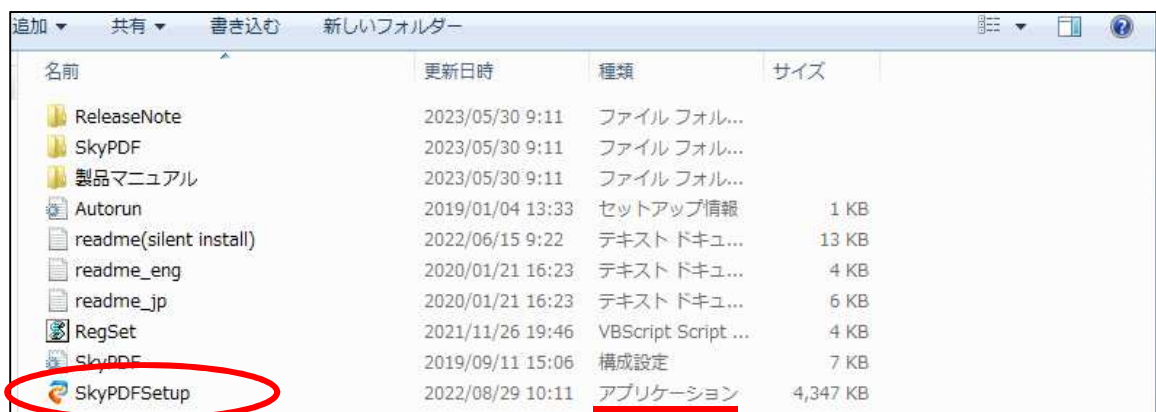 追加 ▼ 共有 ▼ 書き込む 新しいフォルダー
名前 更新日時 種類 サイズ
ReleaseNote 2023/05/30 9:11 ファイル フォル...
SkyPDF 2023/05/30 9:11 ファイル フォル...
製品マニュアル 2023/05/30 9:11 ファイル フォル...
Autorun 2019/01/04 13:33 セットアップ情報 1 KB
readme(silent install) 2022/06/15 9:22 テキスト ドキュ... 13 KB
readme_eng 2020/01/21 16:23 テキスト ドキュ... 4 KB
readme_jp 2020/01/21 16:23 テキスト ドキュ... 6 KB
RegSet 2021/11/26 19:46 VBScript Script ... 4 KB
SkyPDF 2019/09/11 15:06 構成設定 7 KB
SkyPDFSetup 2022/08/29 10:11 アプリケーション 4,347 KB